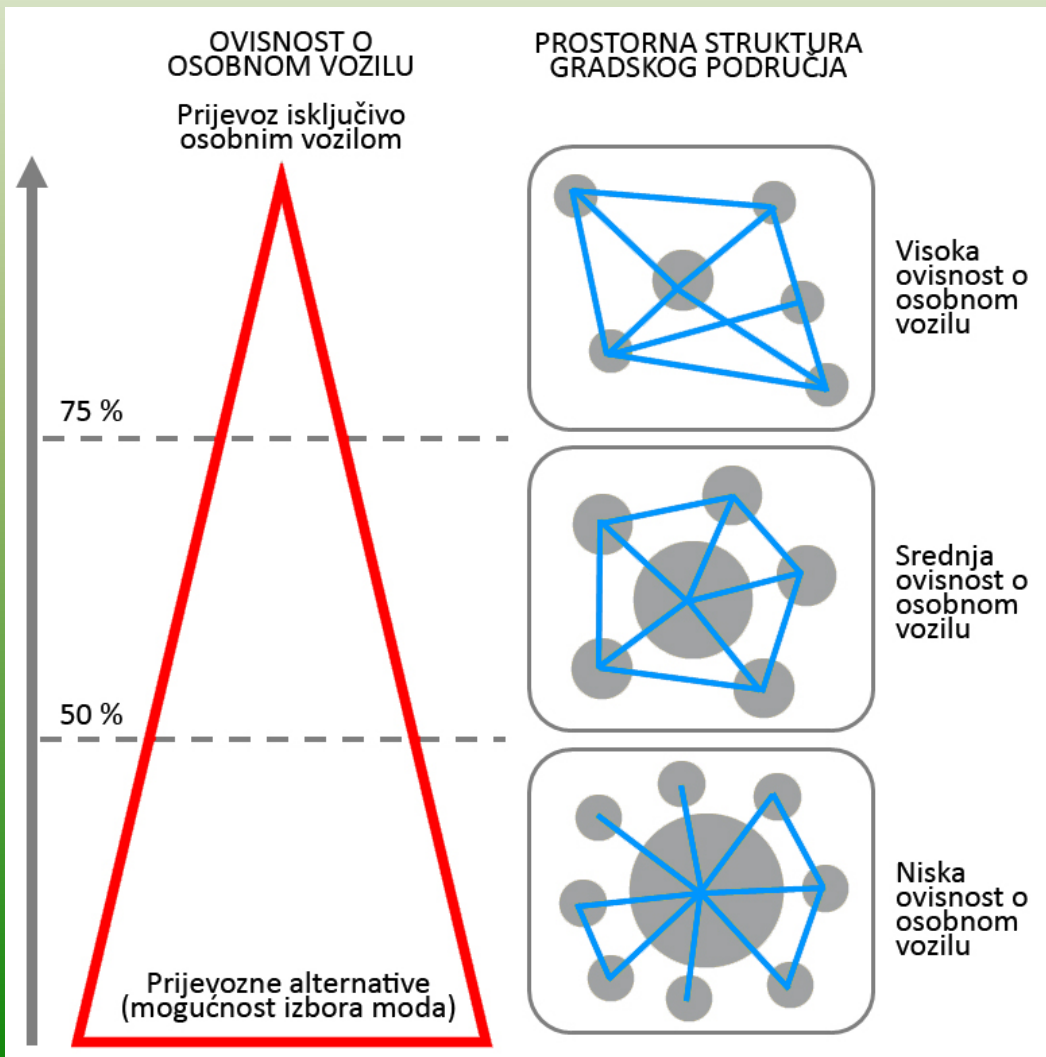 OVISNOST O
OSOBNOM VOZILU
Prijevoz isključivo
osobnim vozilom
75 %
50 %
Prijevozne alternative
(mogućnost izbora moda)
PROSTORNA STRUKTURA
GRADSKOG PODRUČJA
Visoka
ovisnost o
osobnom
vozilu
Srednja
ovisnost o
osobnom
vozilu
Niska
ovisnost o
osobnom
vozilu